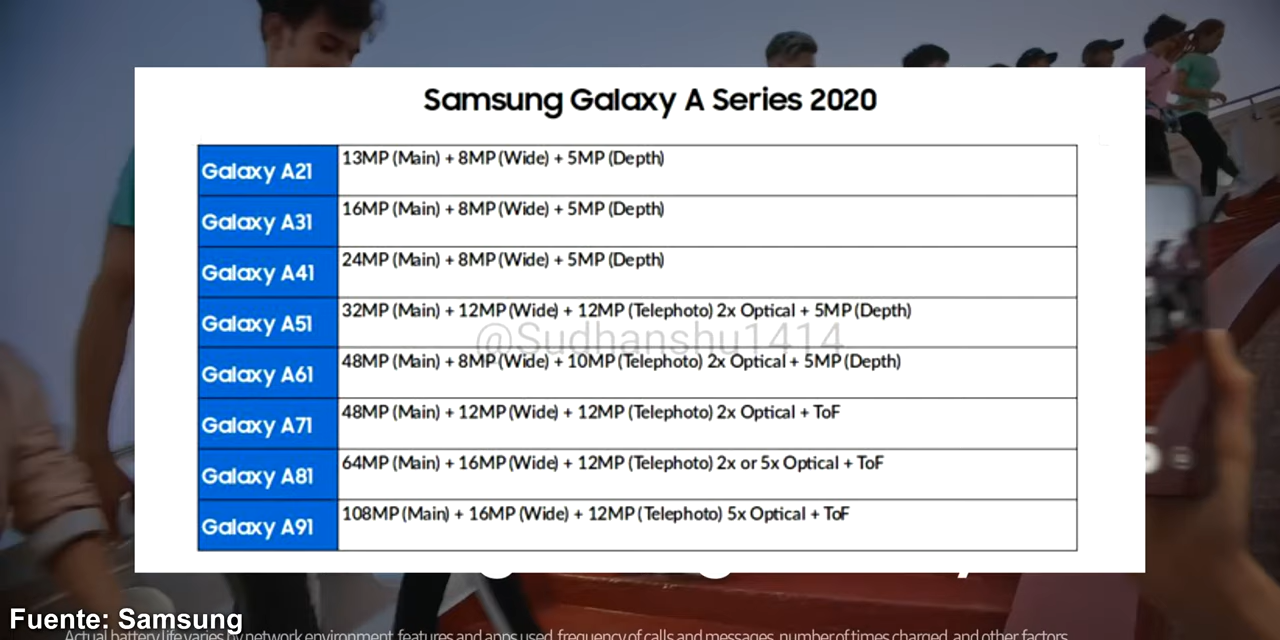 Samsung Galaxy A Series 2020
Galaxy A21 13MP (Main) + 8MP (Wide) + 5MP (Depth)
Galaxy A31 16MP (Main) + 8MP (Wide) + 5MP (Depth)
Galaxy A41 24MP (Main) + 8MP (Wide) + 5MP (Depth)
Galaxy A51 32MP (Main) + 12MP (Wide) + 12MP (Telephoto) 2x Optical + 5MP (Depth)
@Sudhanshu1414
Galaxy A61 48MP (Main) + 8MP (Wide) + 10MP (Telephoto) 2x Optical + 5MP (Depth)
Galaxy A71 48MP (Main) + 12MP (Wide) + 12MP (Telephoto) 2x Optical + ToF
Galaxy A81 64MP (Main) + 16MP (Wide) + 12MP (Telephoto) 2x or 5x Optical + ToF
Galaxy A91 108MP (Main) + 16MP (Wide) + 12MP (Telephoto) 5x Optical + ToF
Fuente: Samsung
Actual battery life varies by network environment, features and apps used, frequency of calls and messages, number of times charged, and other factors.